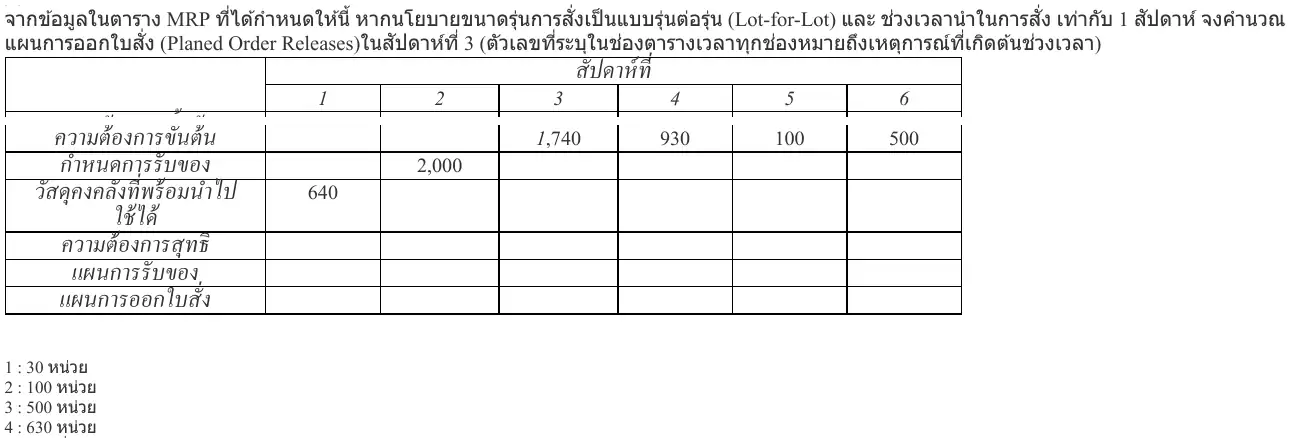 จากข้อมูลในตาราง MRP ที่ได้กำหนดให้นี้ หากนโยบายขนาดรุ่นการสั่งเป็นแบบรุ่นต่อรุ่น (Lot-for-Lot) และ ช่วงเวลานำในการสั่ง เท่ากับ 1 สัปดาห์ จงคำนวณ
แผนการออกใบสั่ง (Planed Order Releases)ในสัปดาห์ที่ 3 (ตัวเลขที่ระบุในช่องตารางเวลาทุกช่องหมายถึงเหตุการณ์ที่เกิดต้นช่วงเวลา)
สัปดาห์ที่
1 2 3 4 5 6
ความต้องการขั้นต้น 1,740 930 100 500
กำหนดการรับของ 2,000
วัสดุคงคลังที่พร้อมนำไป 640
ใช้ได้
ความต้องการสุทธิ
แผนการรับของ
แผนการออกใบสั่ง
1 : 30 หน่วย
2 : 100 หน่วย
3 : 500 หน่วย
4 : 630 หน่วย